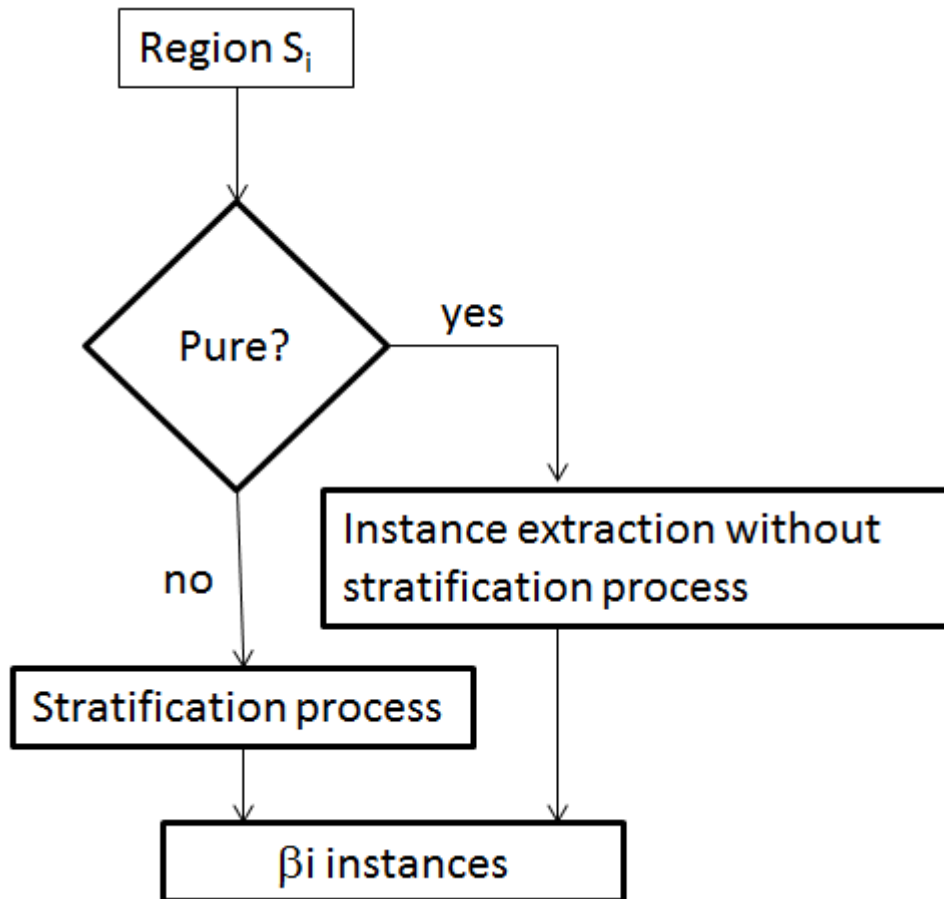 Region Si
Pure?
yes
no
Instance extraction without
stratification process
Stratification process
βi instances